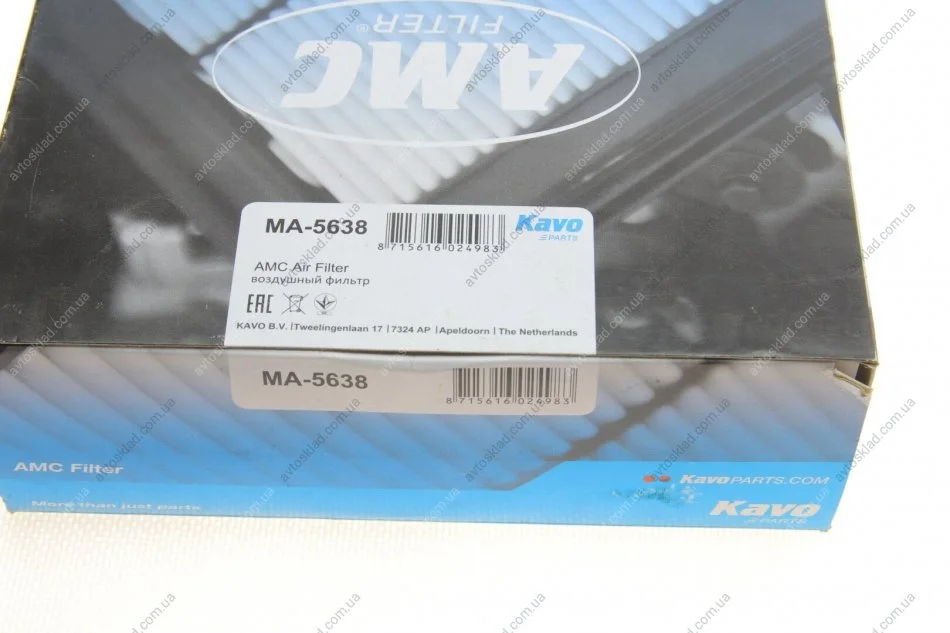 AMC
FILTER®
MA-5638
8 715616 024983
Kavo
PARTS
AMC Air Filter
воздушный фильтр
EAC
KAVO B.V. |Tweelingenlaan 17 |7324 AP |Apeldoorn | The Netherlands
MA-5638
8 715616 024983
AMC Filter
KAVOPARTS.COM
More than just parts
Kavo
PARTS
avtosklad.com.ua